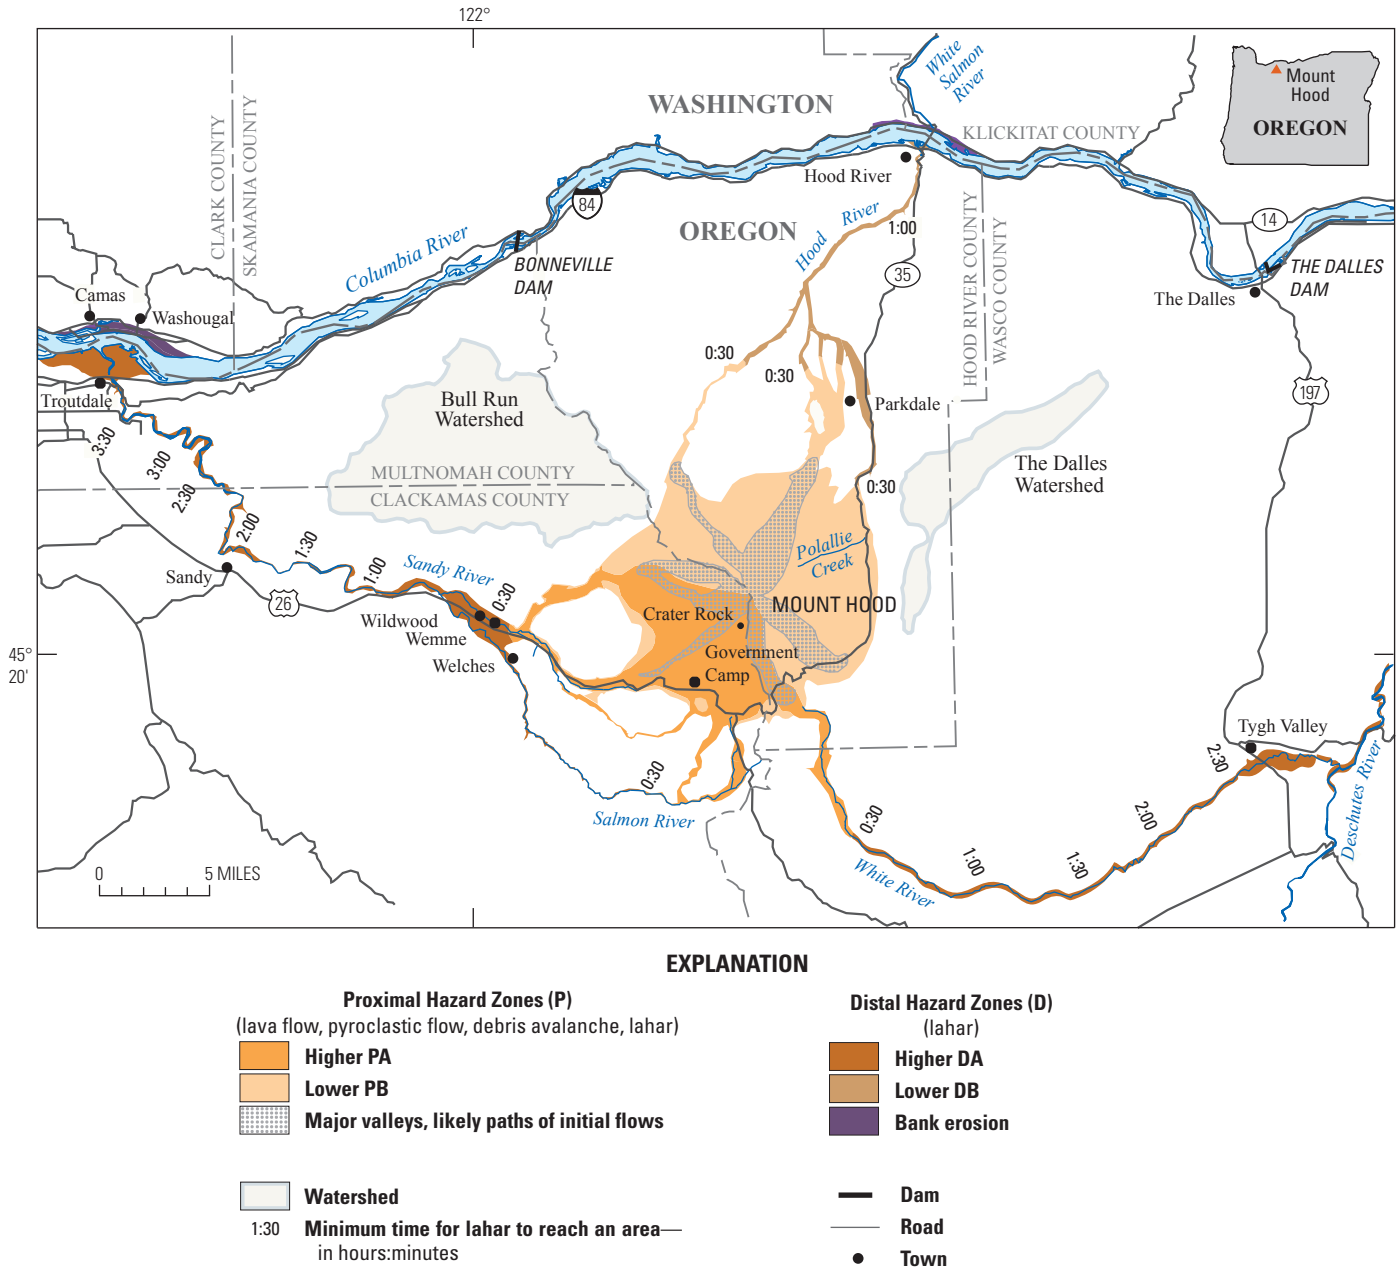 122°
White
Salmon
River
Mount
Hood
OREGON
WASHINGTON
CLARK COUNTY
SKAMANIA COUNTY
KLICKITAT COUNTY
Hood River
84
OREGON
Hood
River
1:00
14
Columbia River
BONNEVILLE
DAM
35
HOOD RIVER COUNTY
WASCO COUNTY
THE DALLES
DAM
The Dalles
Camas
Washougal
0:30
0:30
Troutdale
Bull Run
Watershed
Parkdale
197
3:30
3:00
2:30
MULTNOMAH COUNTY
CLACKAMAS COUNTY
The Dalles
Watershed
0:30
2:00
1:30
1:00
Sandy River
0:30
Polallie
Creek
Sandy
26
MOUNT HOOD
Crater Rock
Wildwood
Wemme
Welches
Government
Camp
45°
20'
Tygh Valley
2:30
0:30
Salmon River
0:30
White River
1:00
1:30
2:00
Deschutes River
0
5 MILES
EXPLANATION
Proximal Hazard Zones (P)
(lava flow, pyroclastic flow, debris avalanche, lahar)
Higher PA
Lower PB
Major valleys, likely paths of initial flows
Watershed
1:30
Minimum time for lahar to reach an area—
in hours:minutes
Distal Hazard Zones (D)
(lahar)
Higher DA
Lower DB
Bank erosion
Dam
Road
Town